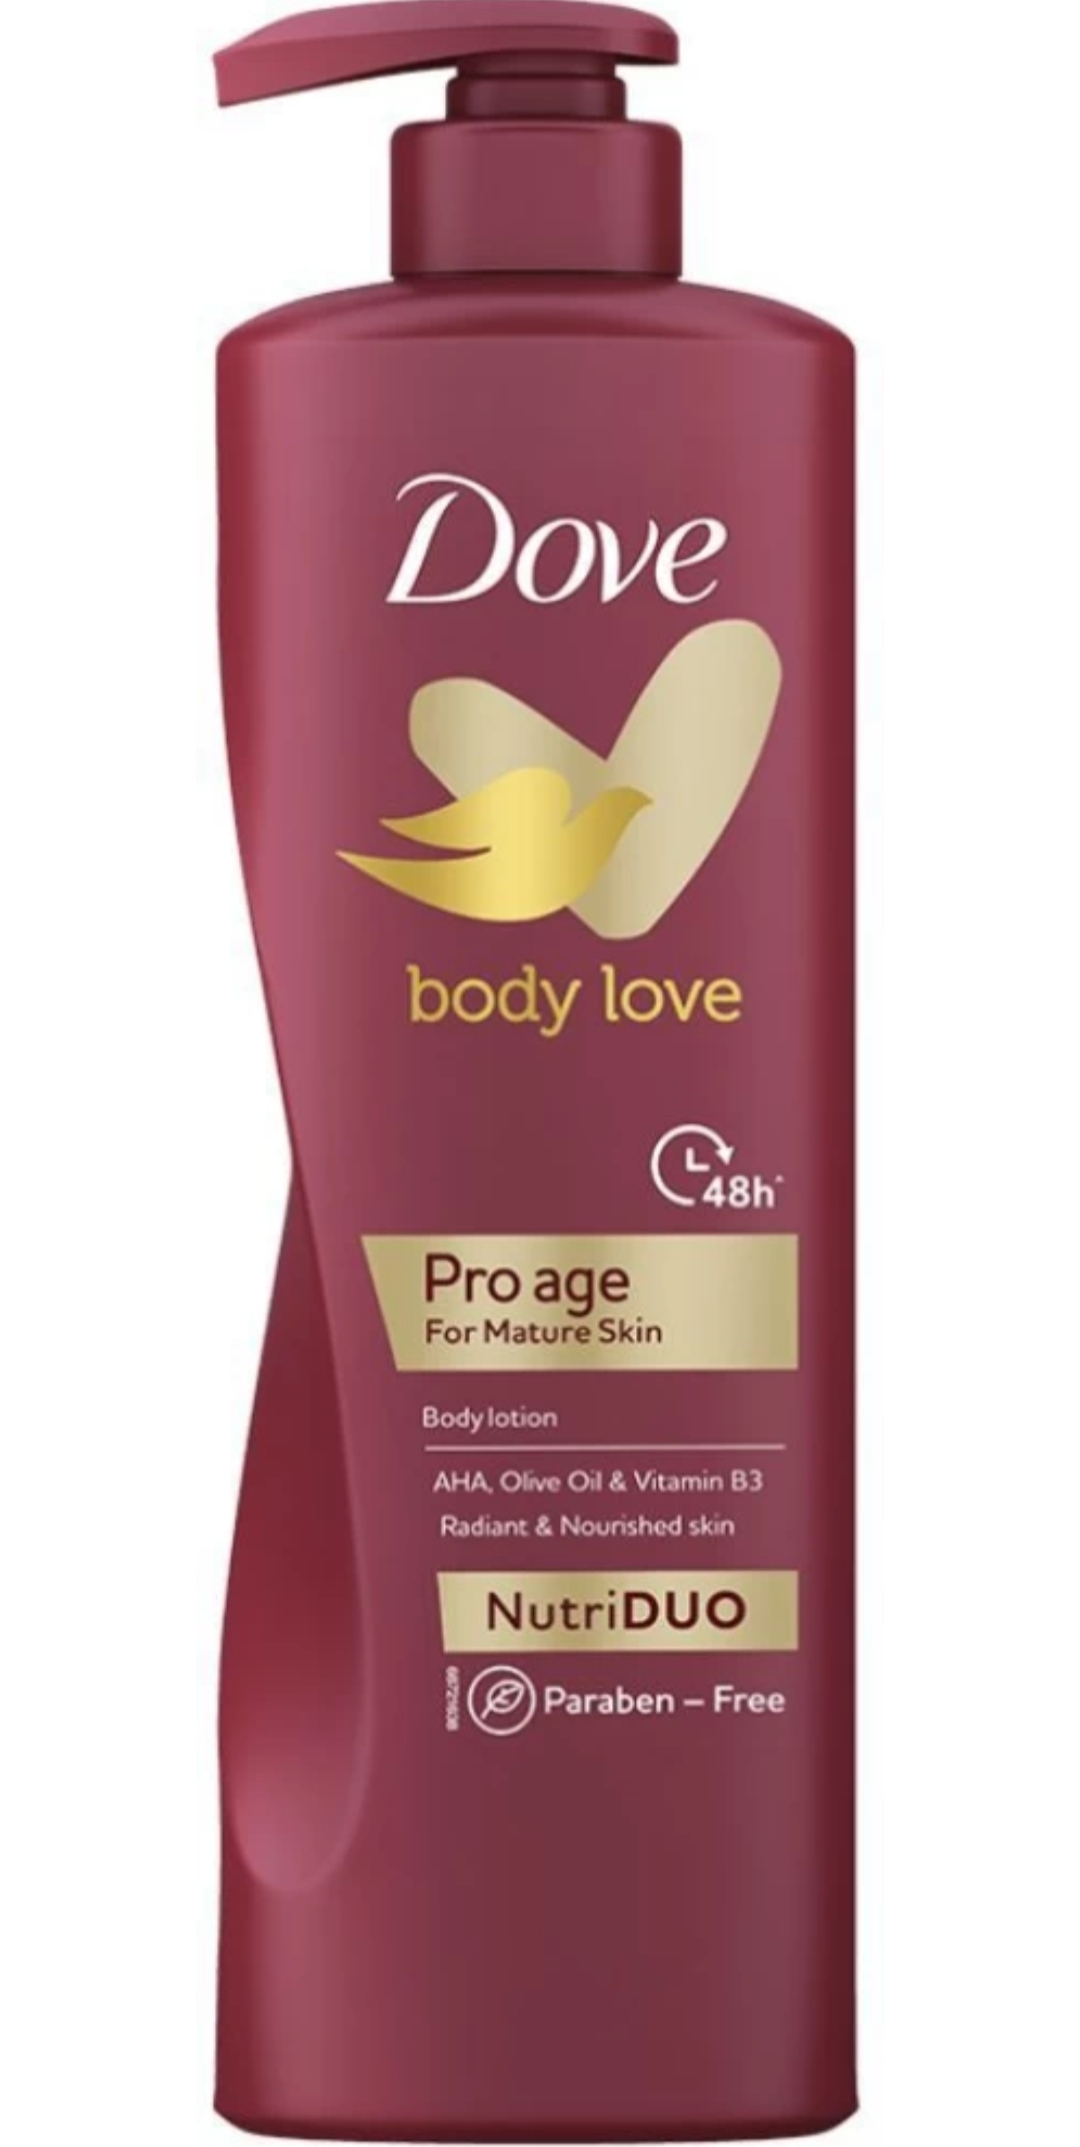 Dove
body love
48h^
Pro age
For Mature Skin
Body lotion
AHA, Olive Oil & Vitamin B3
Radiant & Nourished skin
NutriDUO
Paraben – Free